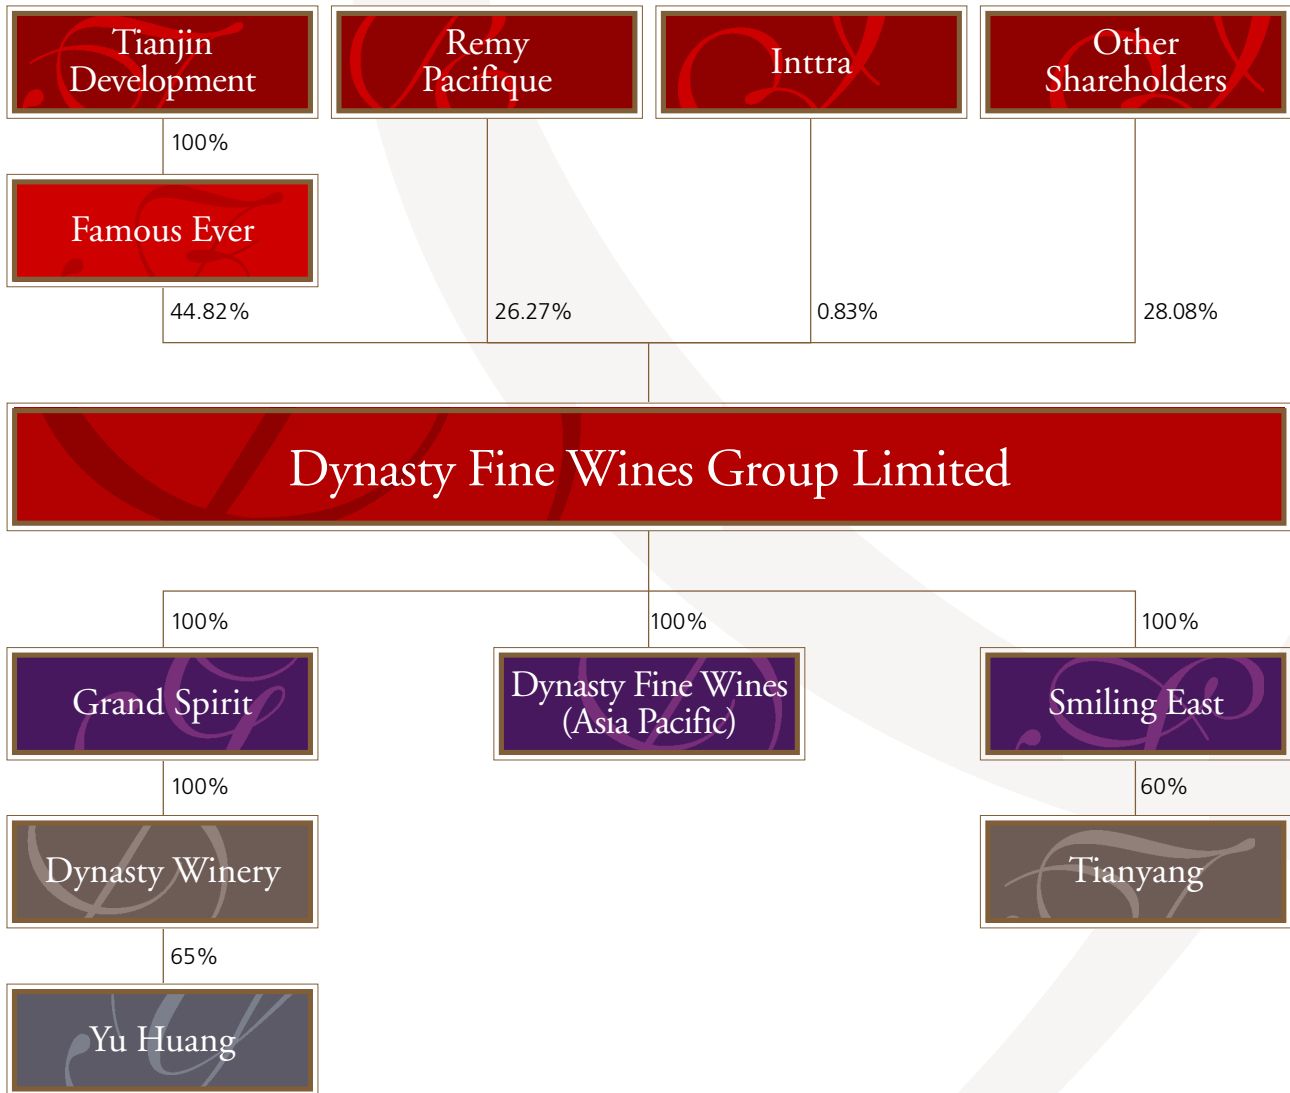 Tianjin
Development
Remy
Pacifique
Inttra
Other
Shareholders
100%
Famous Ever
44.82%
26.27%
0.83%
28.08%
Dynasty Fine Wines Group Limited
100%
100%
100%
Grand Spirit
Dynasty Fine Wines
(Asia Pacific)
Smiling East
100%
60%
Dynasty Winery
Tianyang
65%
Yu Huang